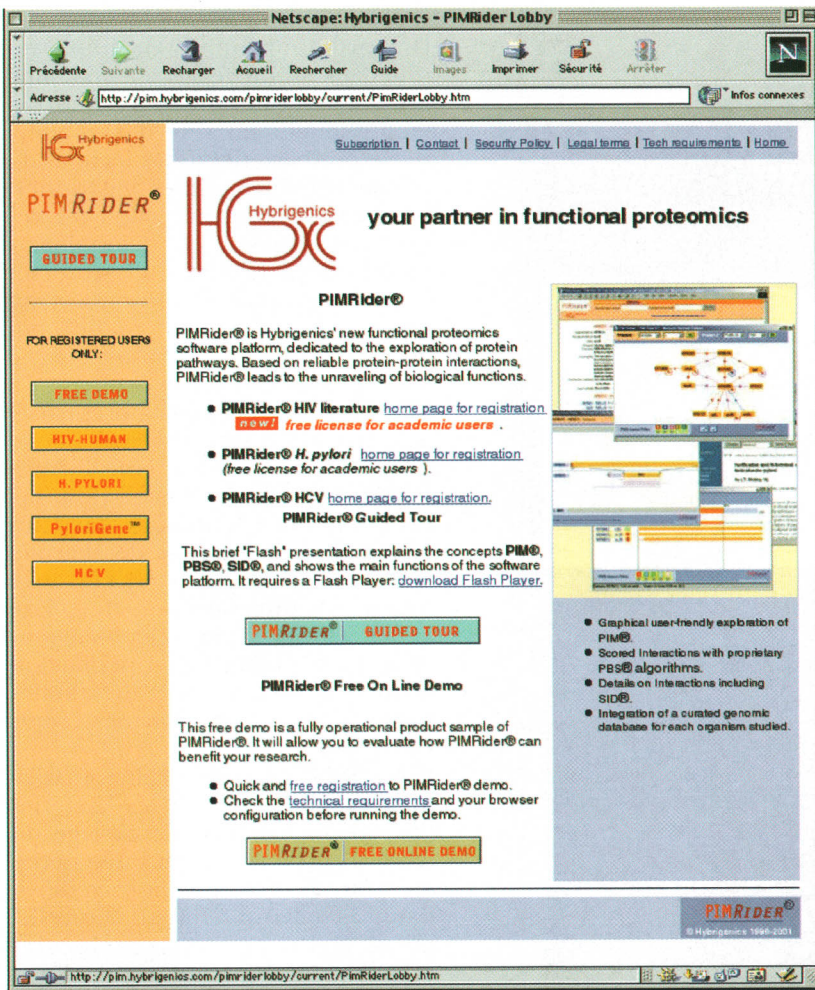 Netscape: Hybrigenics - PIMRider Lobby
Précédente Suivante Recharger Accueil Rechercher Guide Images Imprimer Sécurité Arrêter
N
Adresse : http://pim.hybrigenics.com/pimriderlobby/current/PimRiderLobby.htm Infos connexes
Hybrigenics
Subscription | Contact | Security Policy | Legal terms | Tech requirements | Home
PIMRIDER®
GUIDED TOUR
FOR REGISTERED USERS
ONLY:
FREE DEMO
HIV-HUMAN
H. PYLORI
PyloriGene™
HCV
Hybrigenics
your partner in functional proteomics
PIMRider®
PIMRider® is Hybrigenics' new functional proteomics
software platform, dedicated to the exploration of protein
pathways. Based on reliable protein-protein interactions,
PIMRider® leads to the unraveling of biological functions.
• PIMRider® HIV literature home page for registration
new! free license for academic users .
• PIMRider® H. pylori home page for registration
(free license for academic users ).
• PIMRider® HCV home page for registration.
PIMRider® Guided Tour
This brief "Flash" presentation explains the concepts PIM®,
PBS®, SID®, and shows the main functions of the software
platform. It requires a Flash Player: download Flash Player.
PIMRIDER® GUIDED TOUR
PIMRider® Free On Line Demo
This free demo is a fully operational product sample of
PIMRider®. It will allow you to evaluate how PIMRider® can
benefit your research.
• Quick and free registration to PIMRider® demo.
• Check the technical requirements and your browser
configuration before running the demo.
PIMRIDER® FREE ONLINE DEMO
• Graphical user-friendly exploration of
PIM®.
• Scored Interactions with proprietary
PBS® algorithms.
• Details on Interactions including
SID®.
• Integration of a curated genomic
database for each organism studied.
PIMRIDER®
© Hybrigenics 1998-2001
http://pim.hybrigenics.com/pimriderlobby/current/PimRiderLobby.htm